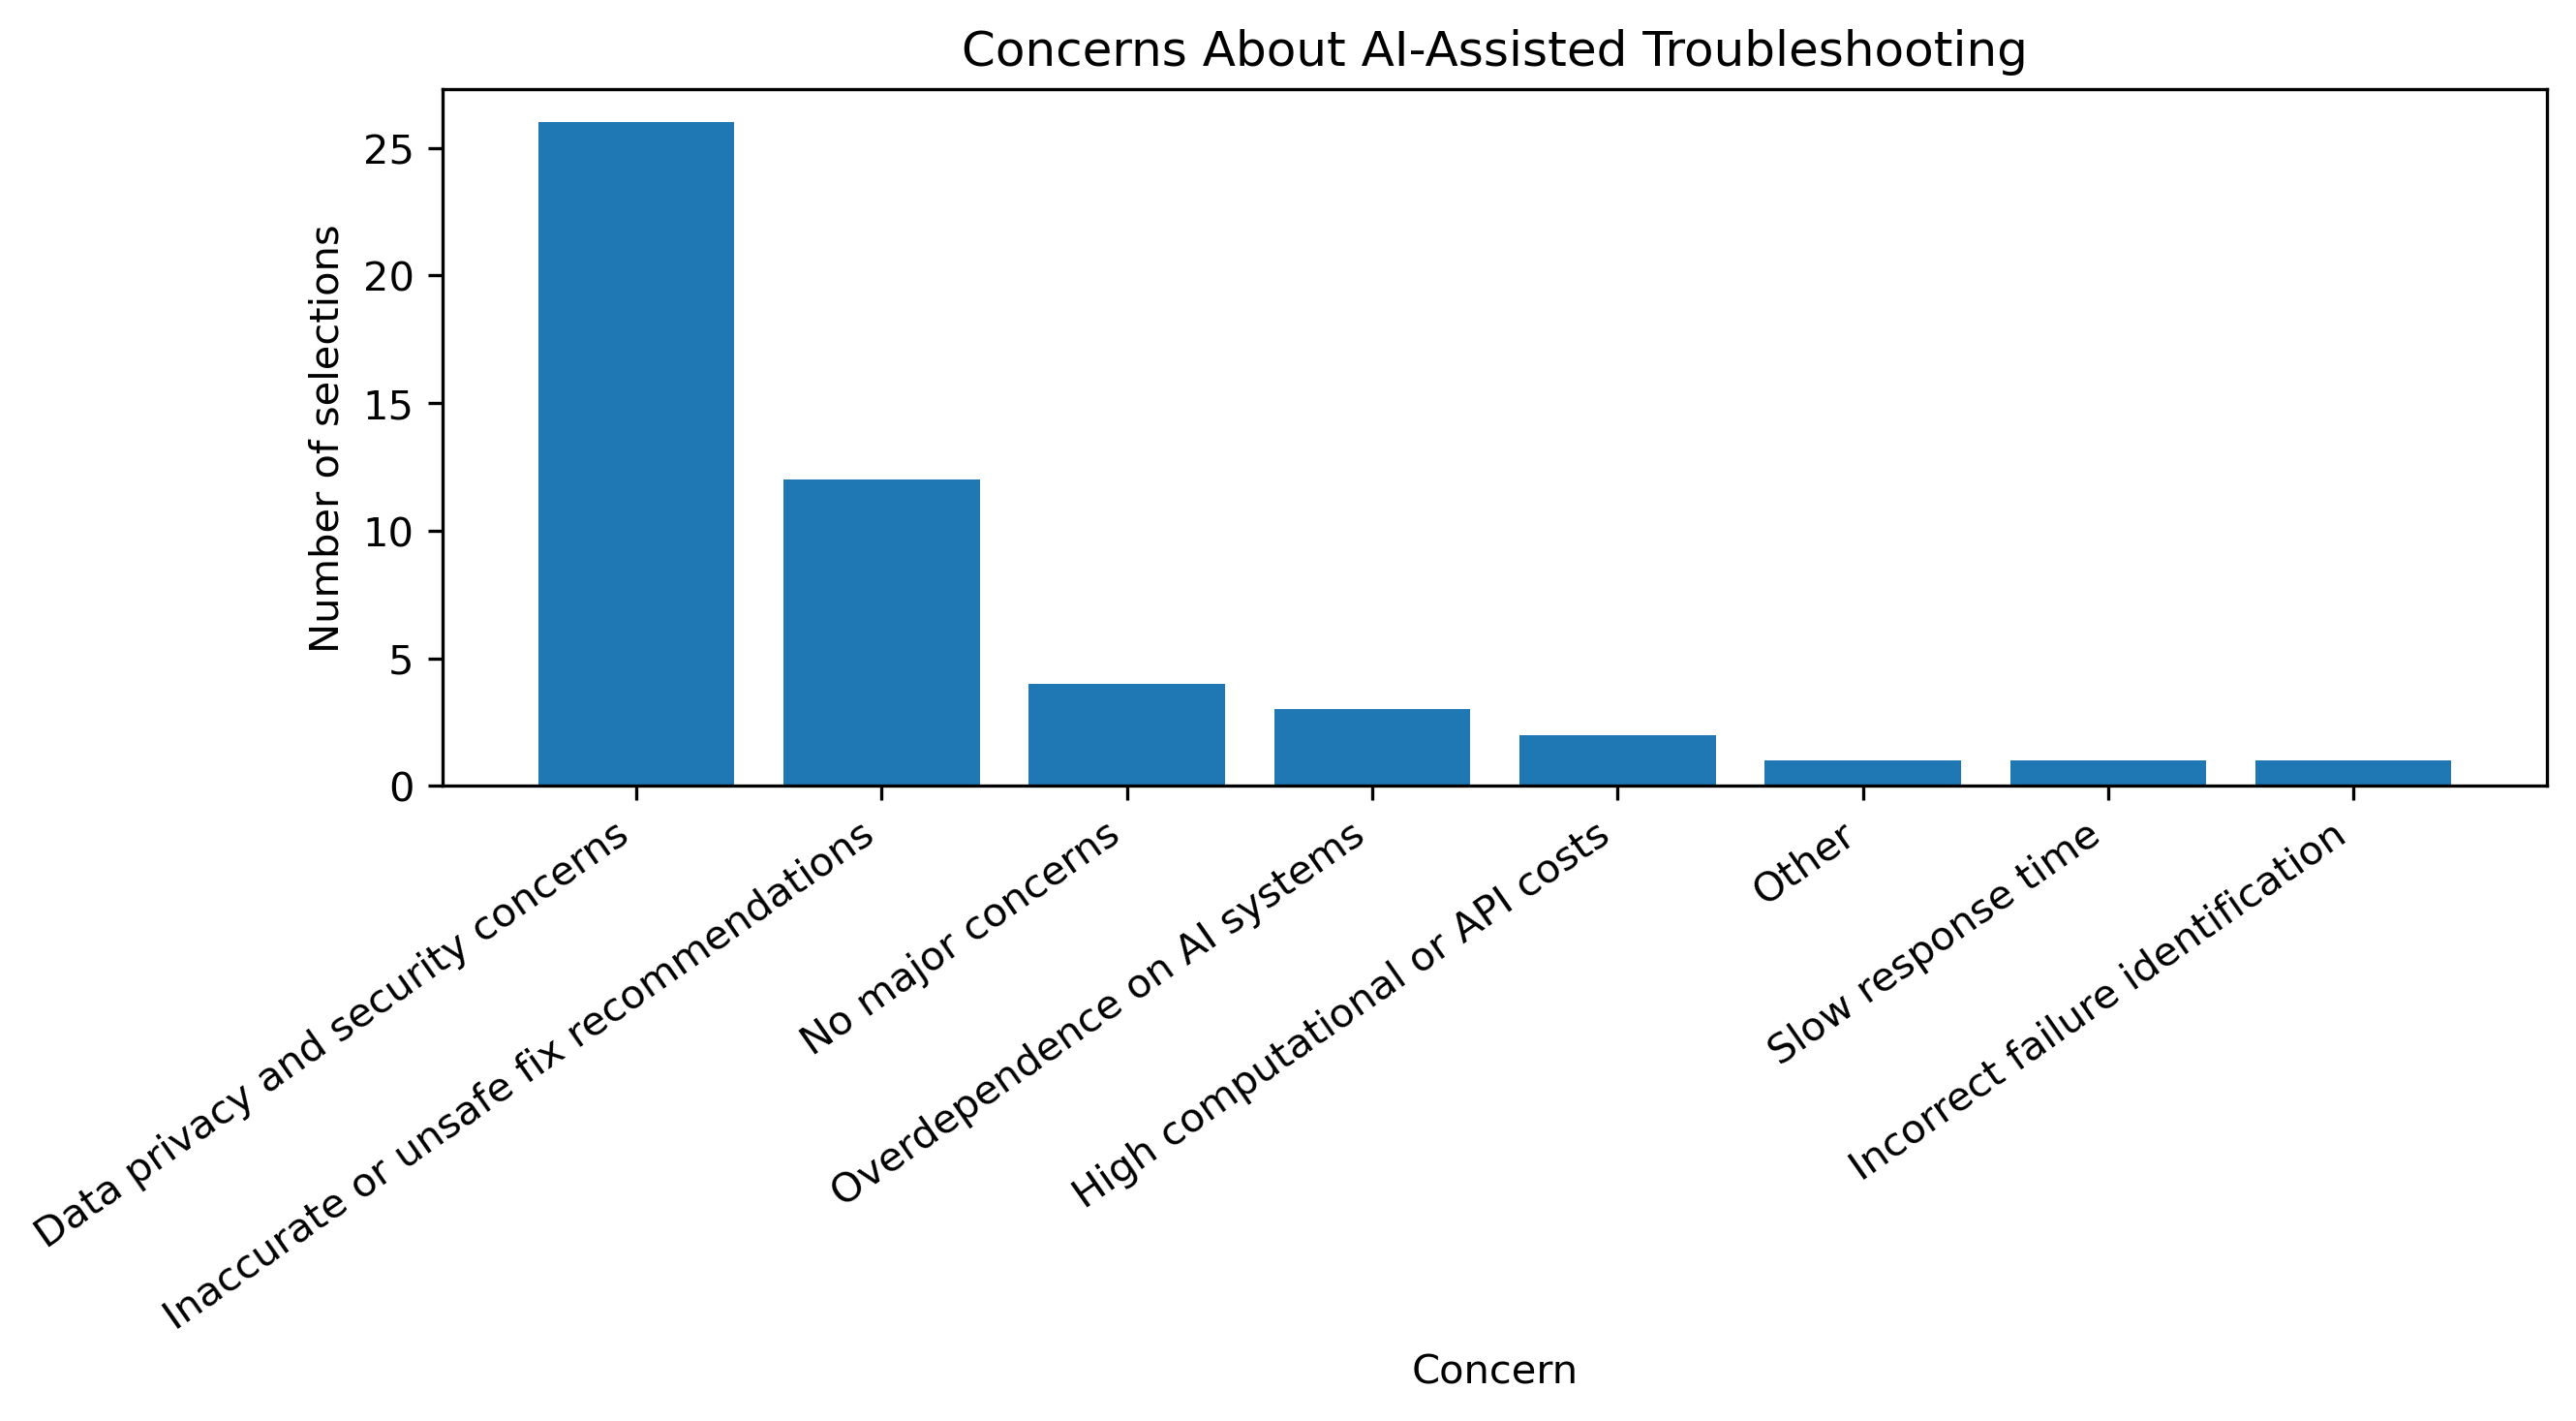 Concerns About AI-Assisted Troubleshooting
Number of selections
25
20
15
10
5
0
Data privacy and security concerns
Inaccurate or unsafe fix recommendations
No major concerns
Overdependence on AI systems
High computational or API costs
Other
Slow response time
Incorrect failure identification
Concern